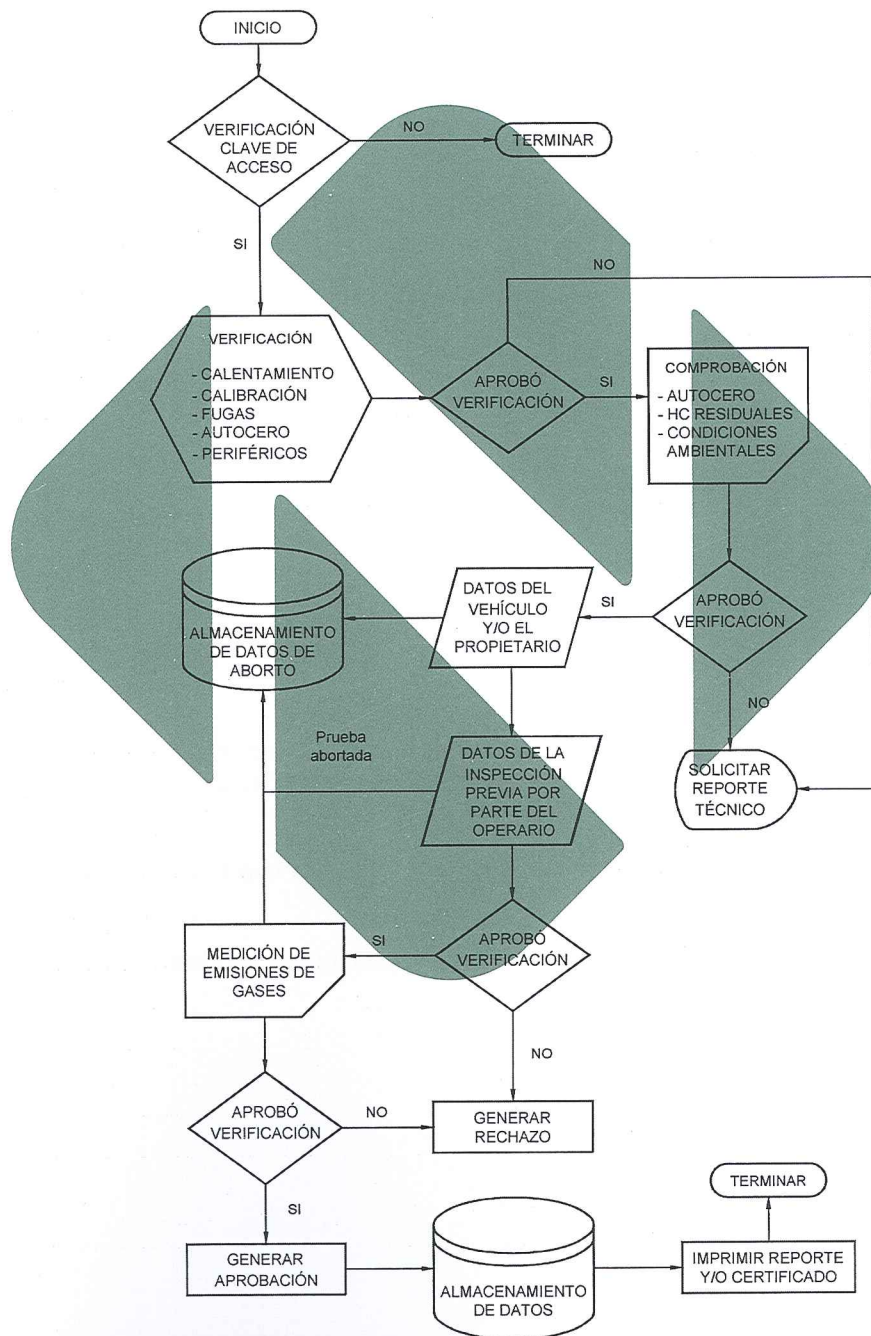 INICIO
VERIFICACIÓN
CLAVE DE
ACCESO
NO
TERMINAR
SI
NO
VERIFICACIÓN
- CALENTAMIENTO
- CALIBRACIÓN
- FUGAS
- AUTOCERO
- PERIFÉRICOS
APROBÓ
VERIFICACIÓN
SI
COMPROBACIÓN
- AUTOCERO
- HC RESIDUALES
- CONDICIONES
AMBIENTALES
APROBÓ
VERIFICACIÓN
SI
NO
DATOS DEL
VEHÍCULO
Y/O EL
PROPIETARIO
ALMACENAMIENTO
DE DATOS DE
ABORTO
Prueba
abortada
DATOS DE LA
INSPECCIÓN
PREVIA POR
PARTE DEL
OPERARIO
SOLICITAR
REPORTE
TÉCNICO
APROBÓ
VERIFICACIÓN
SI
NO
MEDICIÓN DE
EMISIONES DE
GASES
APROBÓ
VERIFICACIÓN
NO
GENERAR
RECHAZO
SI
GENERAR
APROBACIÓN
ALMACENAMIENTO
DE DATOS
IMPRIMIR REPORTE
Y/O CERTIFICADO
TERMINAR